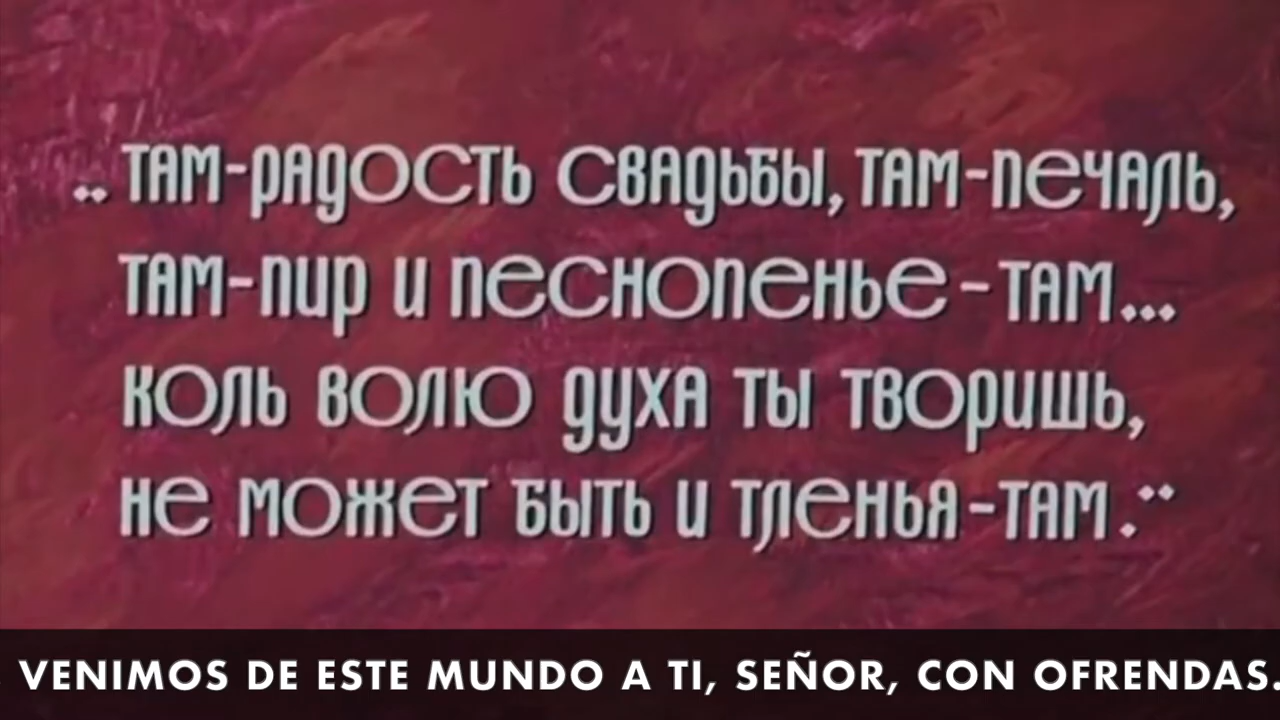 „ там-радость свадьбы, там-печаль,
там-пир и песнопенье-там...
коль волю духа ты творишь,
не может быть и тленья-там.“
VENIMOS DE ESTE MUNDO A TI, SEÑOR, CON OFRENDAS.